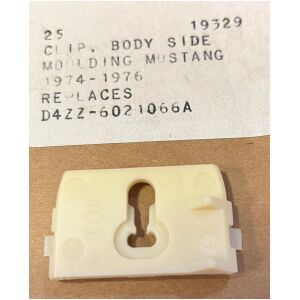 25 19329
CLIP, BODY SIDE
MOULDING MUSTANG
1974-1976
REPLACES
D4ZZ-6021066A
TOP